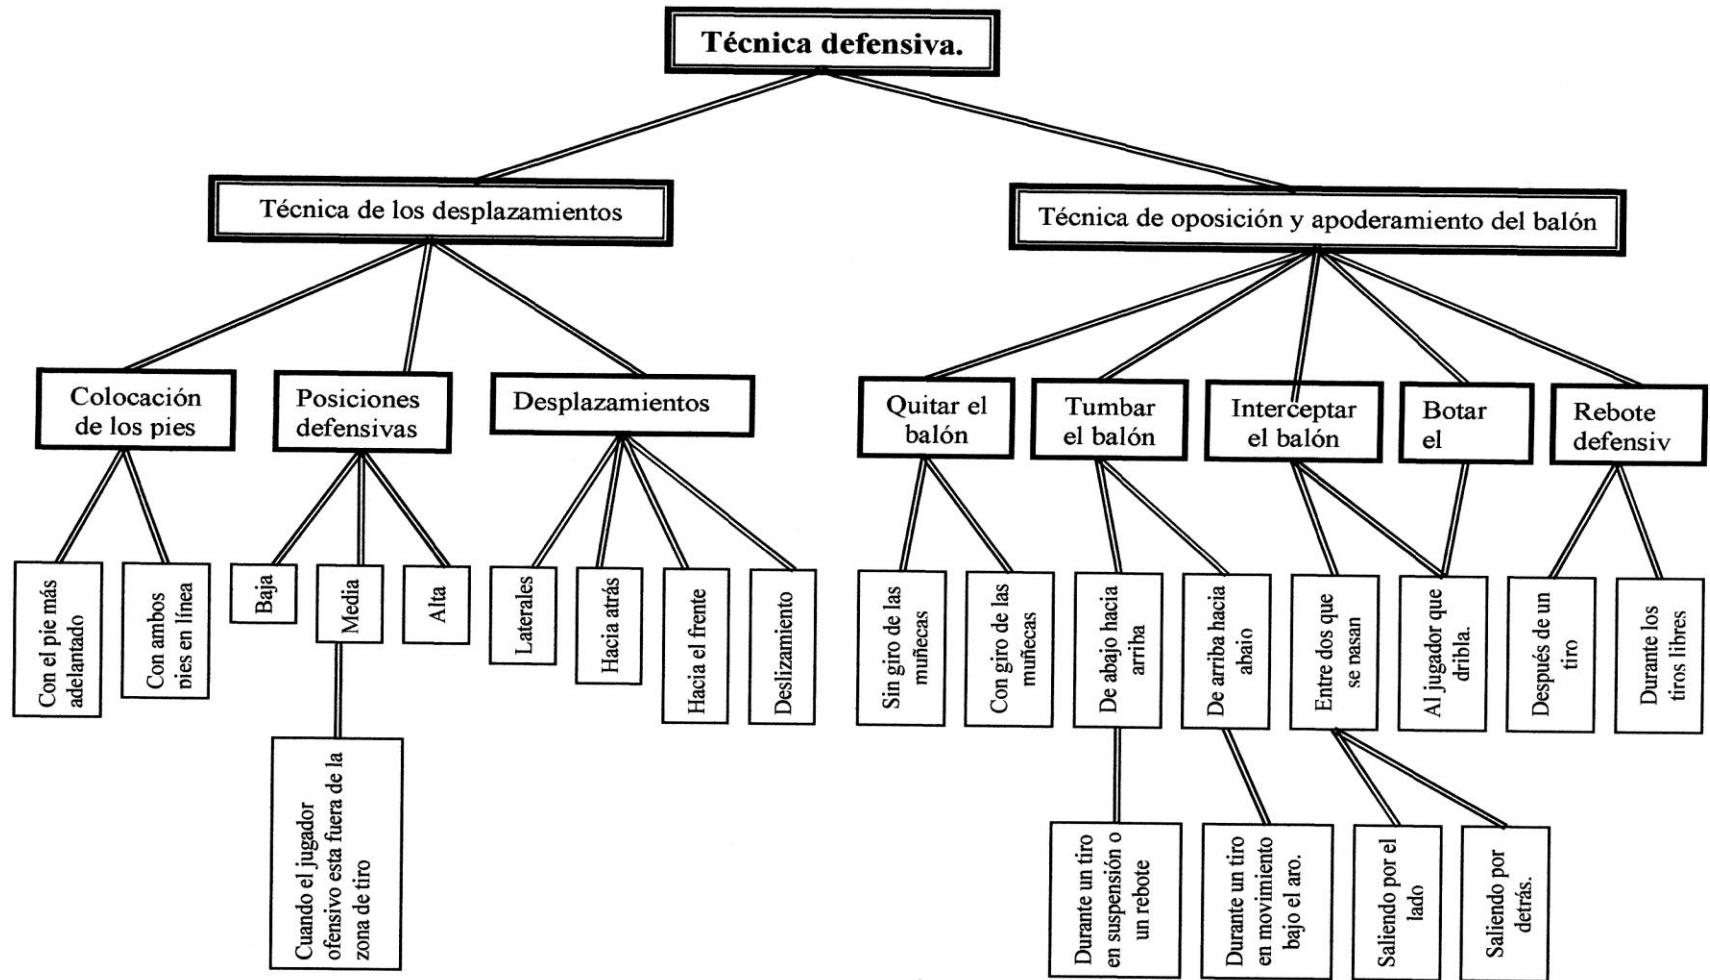 Técnica defensiva.
Técnica de los desplazamientos
Técnica de oposición y apoderamiento del balón
Colocación
de los pies
Posiciones
defensivas
Desplazamientos
Quitar el
balón
Tumbar
el balón
Interceptar
el balón
Botar
el
Rebote
defensiv
Con el pie más
adelantado
Con ambos
pies en línea
Baja
Media
Alta
Laterales
Hacia atrás
Hacia el frente
Deslizamiento
Sin giro de las
muñecas
Con giro de las
muñecas
De abajo hacia
arriba
De arriba hacia
abajo
Entre dos que
se pasan
Al jugador que
dribla.
Después de un
tiro
Durante los
tiros libres
Cuando el jugador
ofensivo esta fuera de la
zona de tiro
Durante un tiro
en suspensión o
un rebote
Durante un tiro
en movimiento
bajo el aro.
Saliendo por el
lado
Saliendo por
detrás.